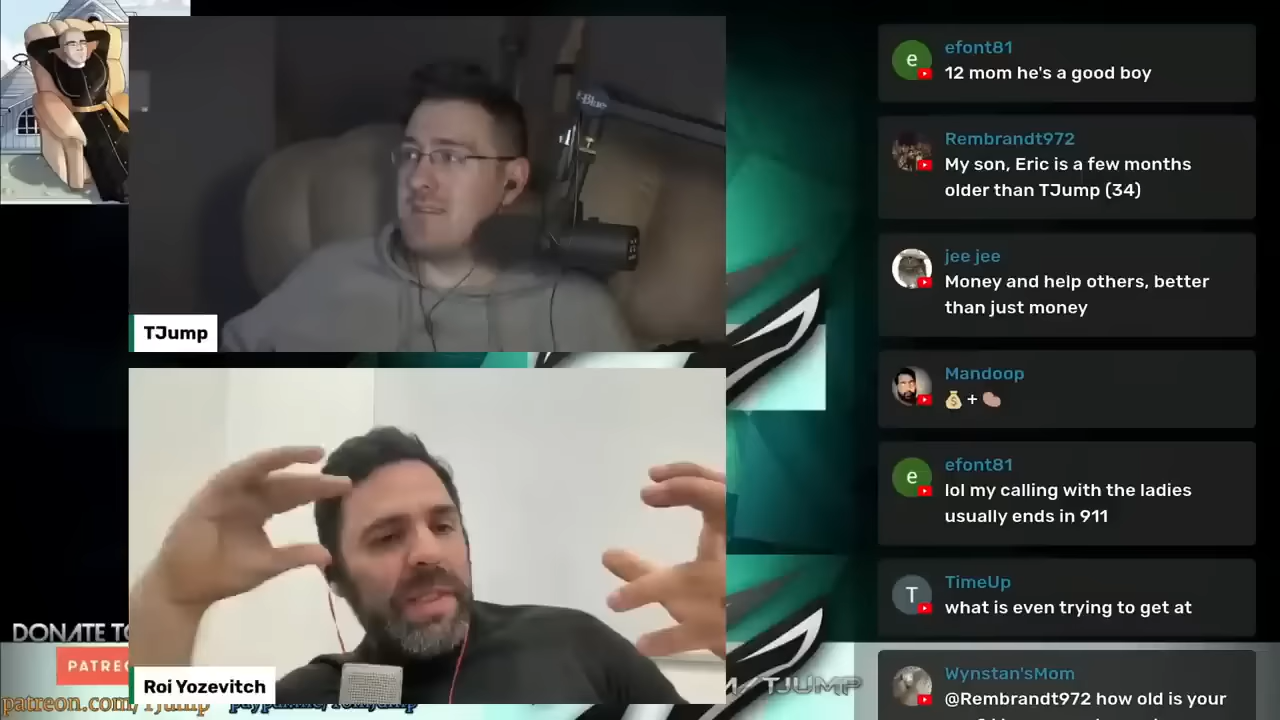 efont81
12 mom he's a good boy
Rembrandt972
My son, Eric is a few months
older than TJump (34)
jee jee
Money and help others, better
than just money
Mandoop
+
efont81
lol my calling with the ladies
usually ends in 911
TimeUp
what is even trying to get at
Wynstan'sMom
@Rembrandt972 how old is your
TJump
Roi Yozevitch
DONATE TO
PATREO
patreon.com/TJump
TJUMP
e
e
T